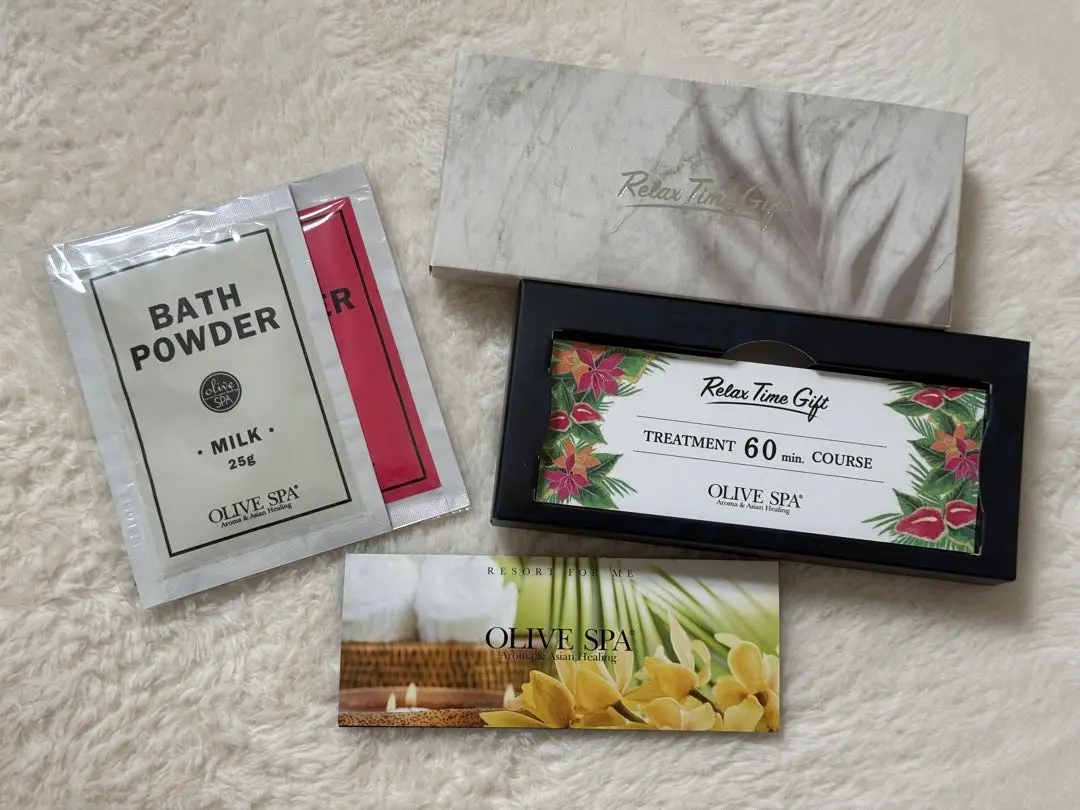 Relax Time Gift
BATH
POWDER
olive
SPA
· MILK ·
25g
OLIVE SPA®
Aroma & Asian Healing
ER
Relax Time Gift
TREATMENT 60 min. COURSE
OLIVE SPA®
Aroma & Asian Healing
RESORT FOR ME
OLIVE SPA®
Aroma & Asian Healing